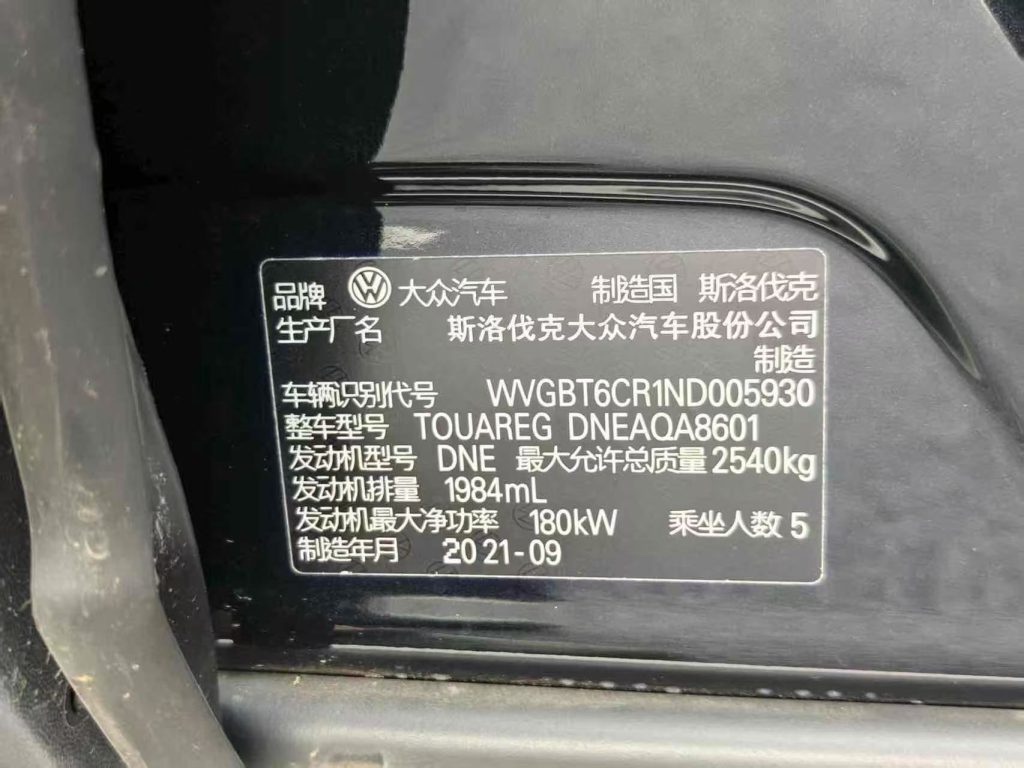 品牌 大众汽车 制造国 斯洛伐克
生产厂名 斯洛伐克大众汽车股份公司
制造
车辆识别代号 WVGBT6CR1ND005930
整车型号 TOUAREG DNEAQA8601
发动机型号 DNE 最大允许总质量 2540kg
发动机排量 1984mL
发动机最大净功率 180kW 乘坐人数 5
制造年月 2021-09